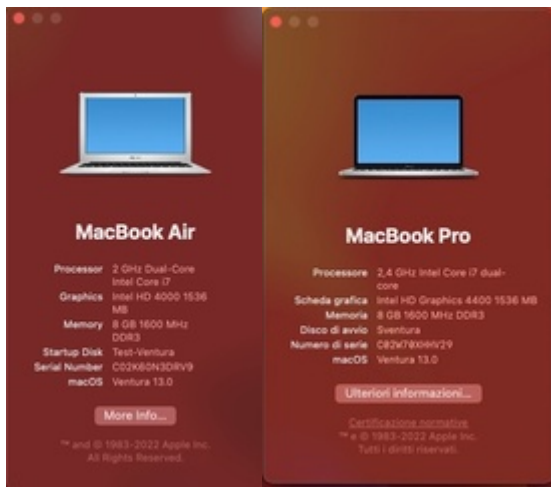 MacBook Air
Processor 2 GHz Dual-Core
Intel Core i7
Graphics Intel HD 4000 1536
MB
Memory 8 GB 1600 MHz
DDR3
Startup Disk Test-Ventura
Serial Number C02K60N3DRV9
macOS Ventura 13.0
More Info...
™ and © 1983-2022 Apple Inc.
All Rights Reserved.
MacBook Pro
Processore 2,4 GHz Intel Core i7 dual-
core
Scheda grafica Intel HD Graphics 4400 1536 MB
Memoria 8 GB 1600 MHz DDR3
Disco di avvio Sventura
Numero di serie
macOS Ventura 13.0
Ulteriori informazioni...
Certificazione normative
™ e © 1983-2022 Apple Inc.
Tutti i diritti riservati.